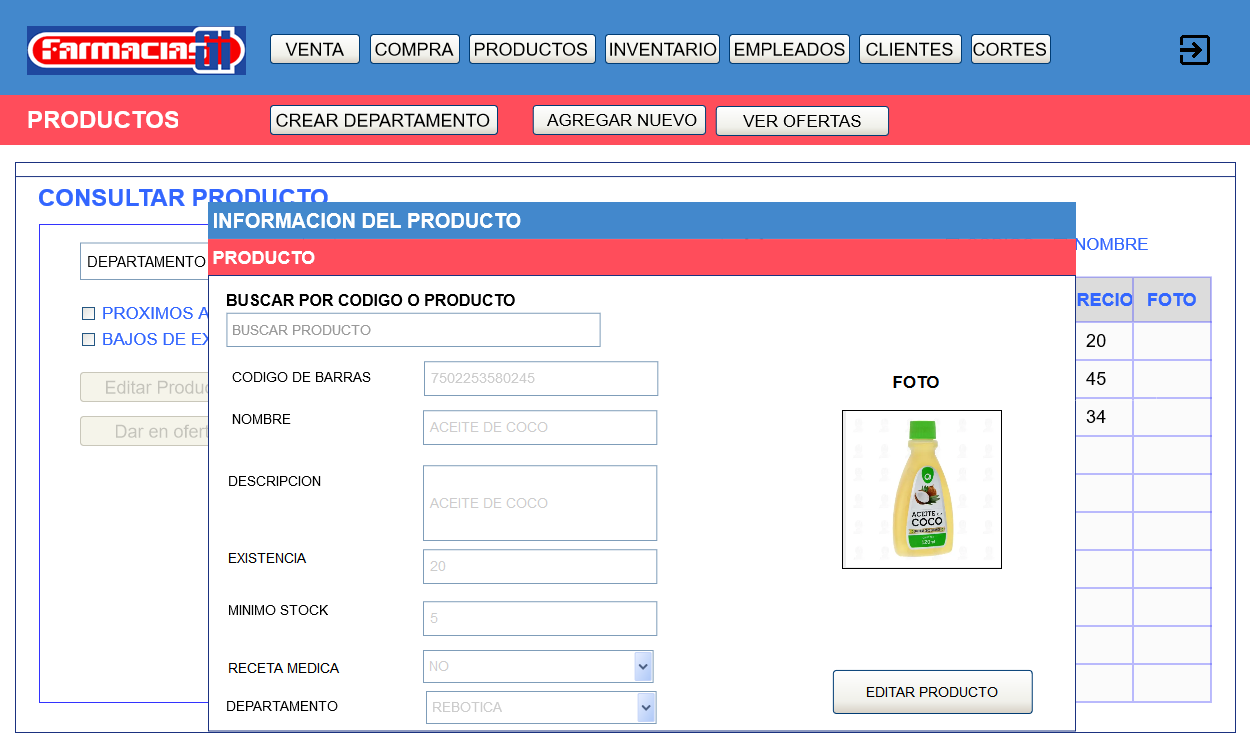 Farmacias GI
VENTA
COMPRA
PRODUCTOS
INVENTARIO
EMPLEADOS
CLIENTES
CORTES
PRODUCTOS
CREAR DEPARTAMENTO
AGREGAR NUEVO
VER OFERTAS
CONSULTAR PRODUCTO
DEPARTAMENTO
PROXIMOS A
BAJOS DE EX
Editar Produc
Dar en ofert
NOMBRE
RECIO
FOTO
20
45
34
INFORMACION DEL PRODUCTO
PRODUCTO
BUSCAR POR CODIGO O PRODUCTO
BUSCAR PRODUCTO
CODIGO DE BARRAS
7502253580245
NOMBRE
ACEITE DE COCO
DESCRIPCION
ACEITE DE COCO
EXISTENCIA
20
MINIMO STOCK
5
RECETA MEDICA
NO
DEPARTAMENTO
REBOTICA
FOTO
ACEITE DE
COCO
120 ml
EDITAR PRODUCTO